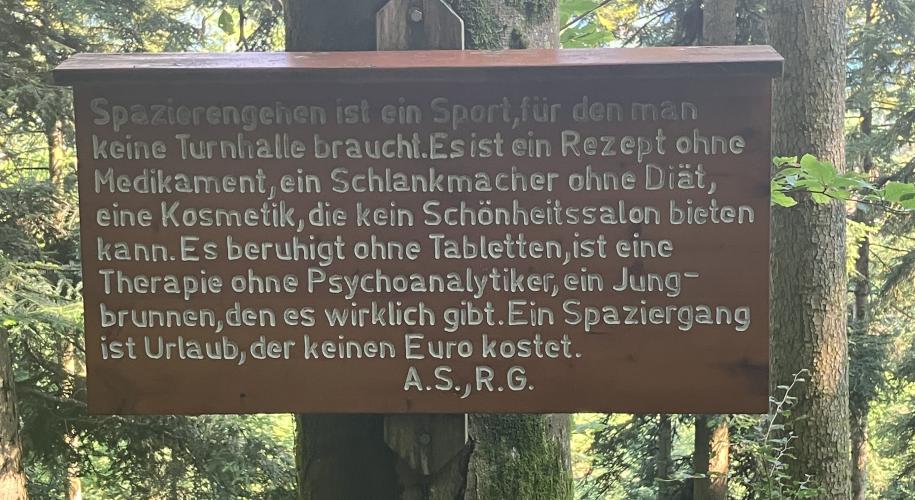 Spazierengehen ist ein Sport, für den man
keine Turnhalle braucht. Es ist ein Rezept ohne
Medikament, ein Schlankmacher ohne Diät,
eine Kosmetik, die kein Schönheitssalon bieten
kann. Es beruhigt ohne Tabletten, ist eine
Therapie ohne Psychoanalytiker, ein Jung-
brunnen, den es wirklich gibt. Ein Spaziergang
ist Urlaub, der keinen Euro kostet.
A.S., R.G.